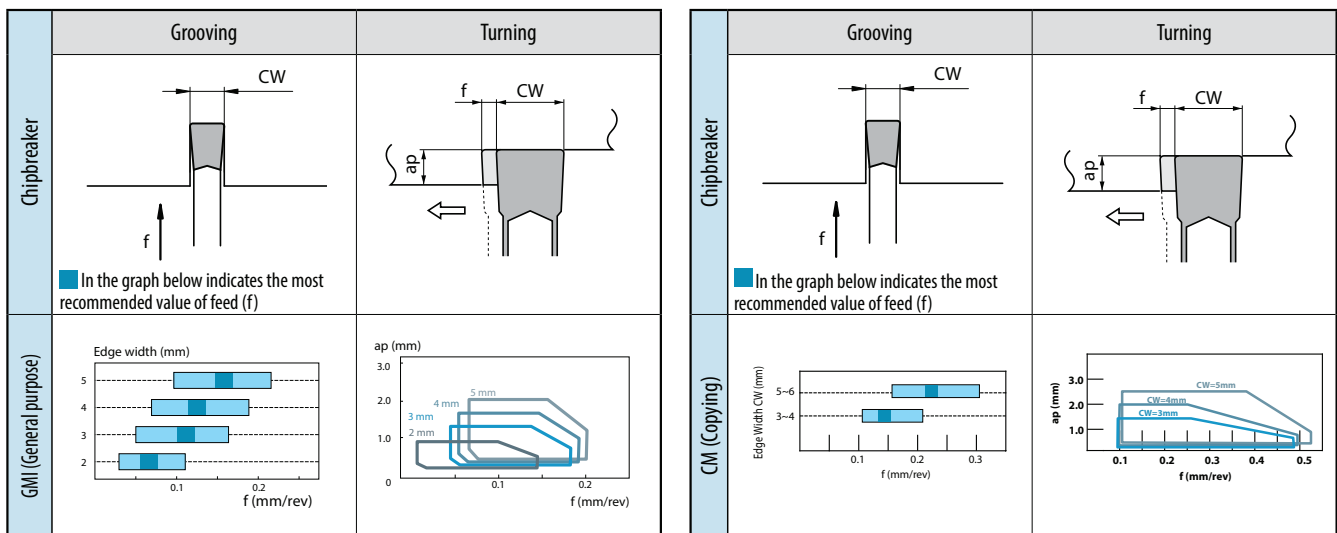 Chipbreaker
Grooving
Turning
CW
f
f
CW
ap
In the graph below indicates the most
recommended value of feed (f)
GMI (General purpose)
Edge width (mm)
5
4
3
2
0.1
0.2
f (mm/rev)
ap (mm)
3.0
2.0
1.0
0
5 mm
4 mm
3 mm
2 mm
0.1
0.2
f (mm/rev)
Chipbreaker
Grooving
Turning
CW
f
f
CW
ap
In the graph below indicates the most
recommended value of feed (f)
CM (Copying)
Edge Width CW (mm)
5~6
3~4
0.1
0.2
0.3
f (mm/rev)
ap (mm)
3.0
2.0
1.0
CW=5mm
CW=4mm
CW=3mm
0.1
0.2
0.3
0.4
0.5
f (mm/rev)